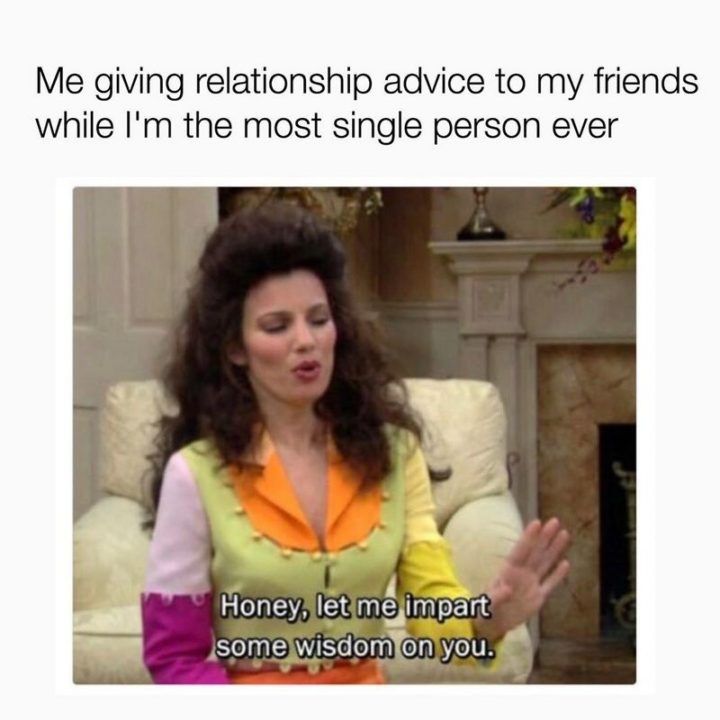 Me giving relationship advice to my friends
while I'm the most single person ever
Honey, let me impart
some wisdom on you.